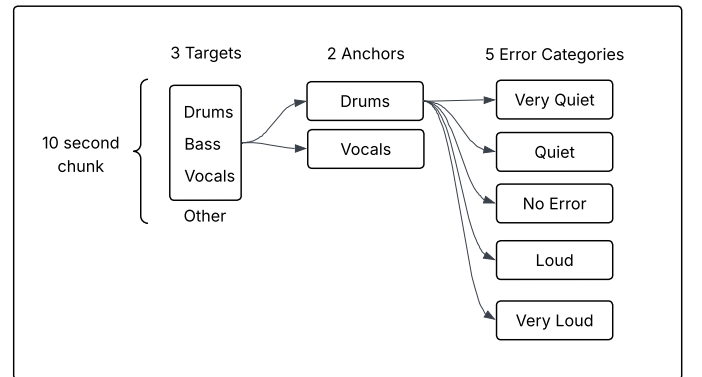 3 Targets
2 Anchors
5 Error Categories
10 second
chunk
Drums
Bass
Vocals
Other
Drums
Vocals
Very Quiet
Quiet
No Error
Loud
Very Loud